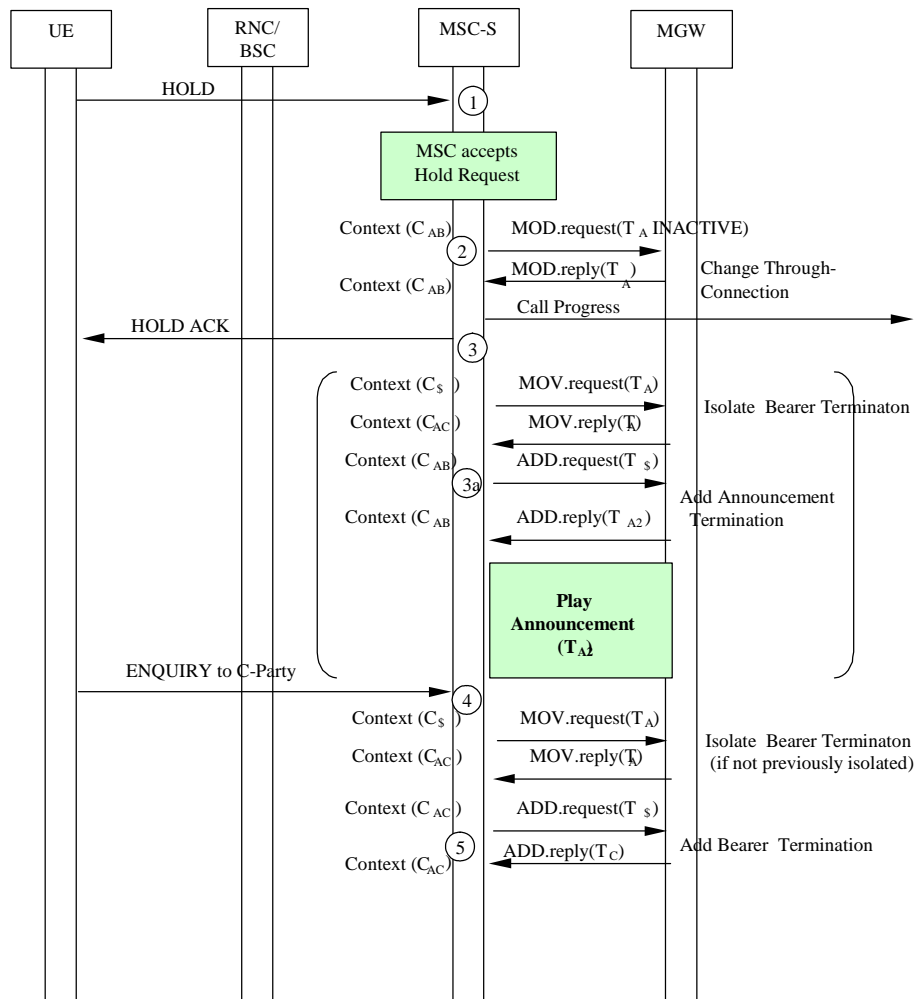 UE
RNC/
BSC
MSC-S
MGW
HOLD
1
MSC accepts
Hold Request
Context (C AB)
MOD.request(T A INACTIVE)
2
MOD.reply(T A)
Change Through-
Connection
Context (C AB)
Call Progress
HOLD ACK
3
Context (C $ )
MOV.request(T A)
Isolate Bearer Terminaton
Context (C AC)
MOV.reply(T A)
Context (C AB)
ADD.request(T $)
3a
Add Announcement
Termination
Context (C AB
ADD.reply(T A2)
Play
Announcement
(T A2)
ENQUIRY to C-Party
4
Context (C $ )
MOV.request(T A)
Isolate Bearer Terminaton
(if not previously isolated)
Context (C AC)
MOV.reply(T A)
Context (C AC)
ADD.request(T $)
5
Add Bearer Termination
ADD.reply(T C)
Context (C AC)